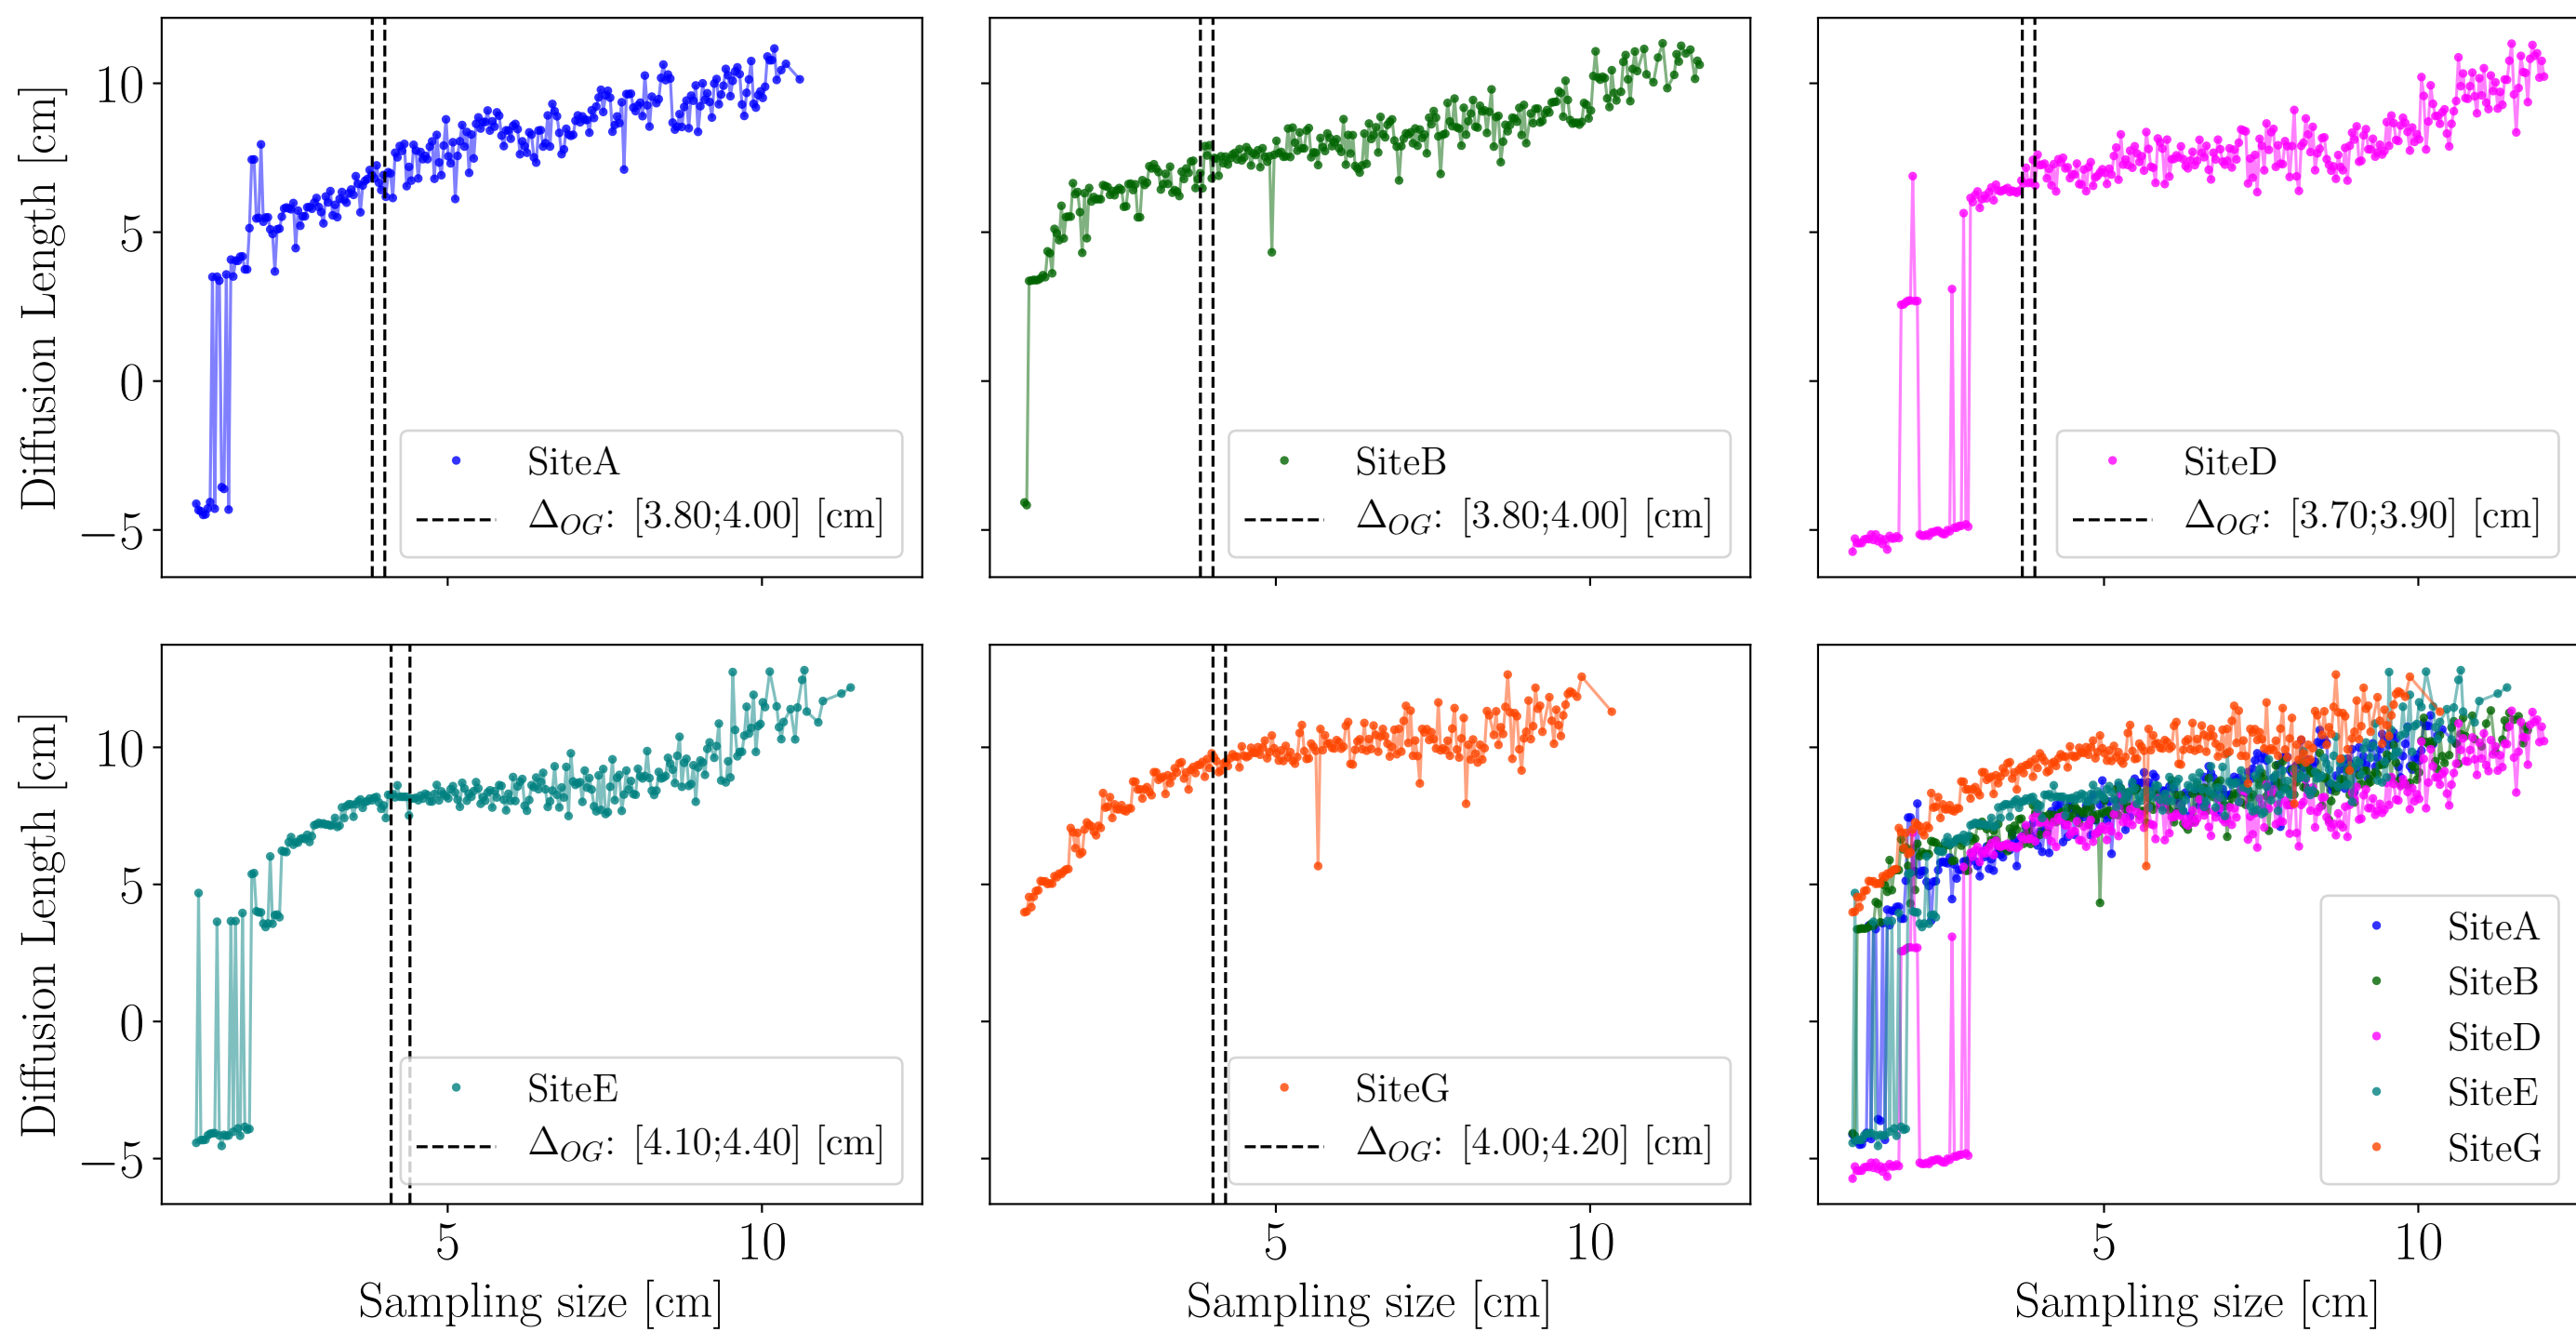 Diffusion Length [cm]
10
5
0
−5
SiteA
Δ_OG: [3.80;4.00] [cm]
SiteB
Δ_OG: [3.80;4.00] [cm]
SiteD
Δ_OG: [3.70;3.90] [cm]
Diffusion Length [cm]
10
5
0
−5
SiteE
Δ_OG: [4.10;4.40] [cm]
5
10
Sampling size [cm]
SiteG
Δ_OG: [4.00;4.20] [cm]
5
10
Sampling size [cm]
SiteA
SiteB
SiteD
SiteE
SiteG
5
10
Sampling size [cm]